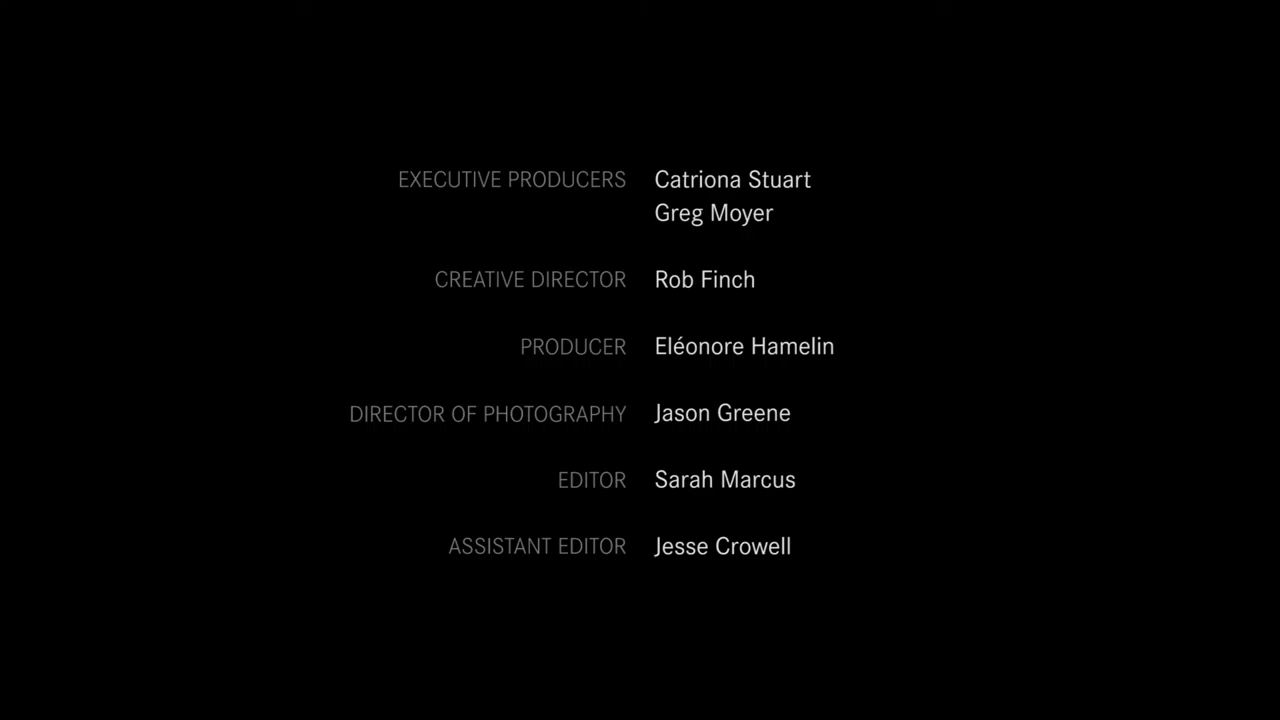 EXECUTIVE PRODUCERS Catriona Stuart
Greg Moyer
CREATIVE DIRECTOR Rob Finch
PRODUCER Eléonore Hamelin
DIRECTOR OF PHOTOGRAPHY Jason Greene
EDITOR Sarah Marcus
ASSISTANT EDITOR Jesse Crowell